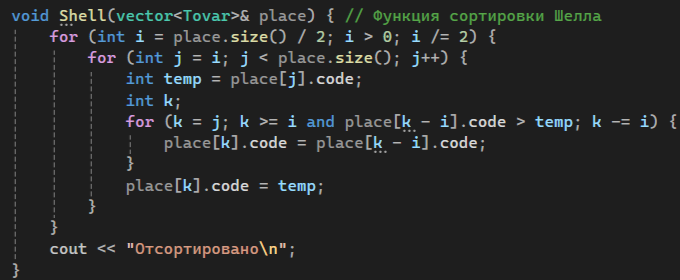 void Shell(vector<Tovar>& place) { // Функция сортировки Шелла
    for (int i = place.size() / 2; i > 0; i /= 2) {
        for (int j = i; j < place.size(); j++) {
            int temp = place[j].code;
            int k;
            for (k = j; k >= i and place[k - i].code > temp; k -= i) {
                place[k].code = place[k - i].code;
            }
            place[k].code = temp;
        }
    }
    cout << "Отсортировано\n";
}